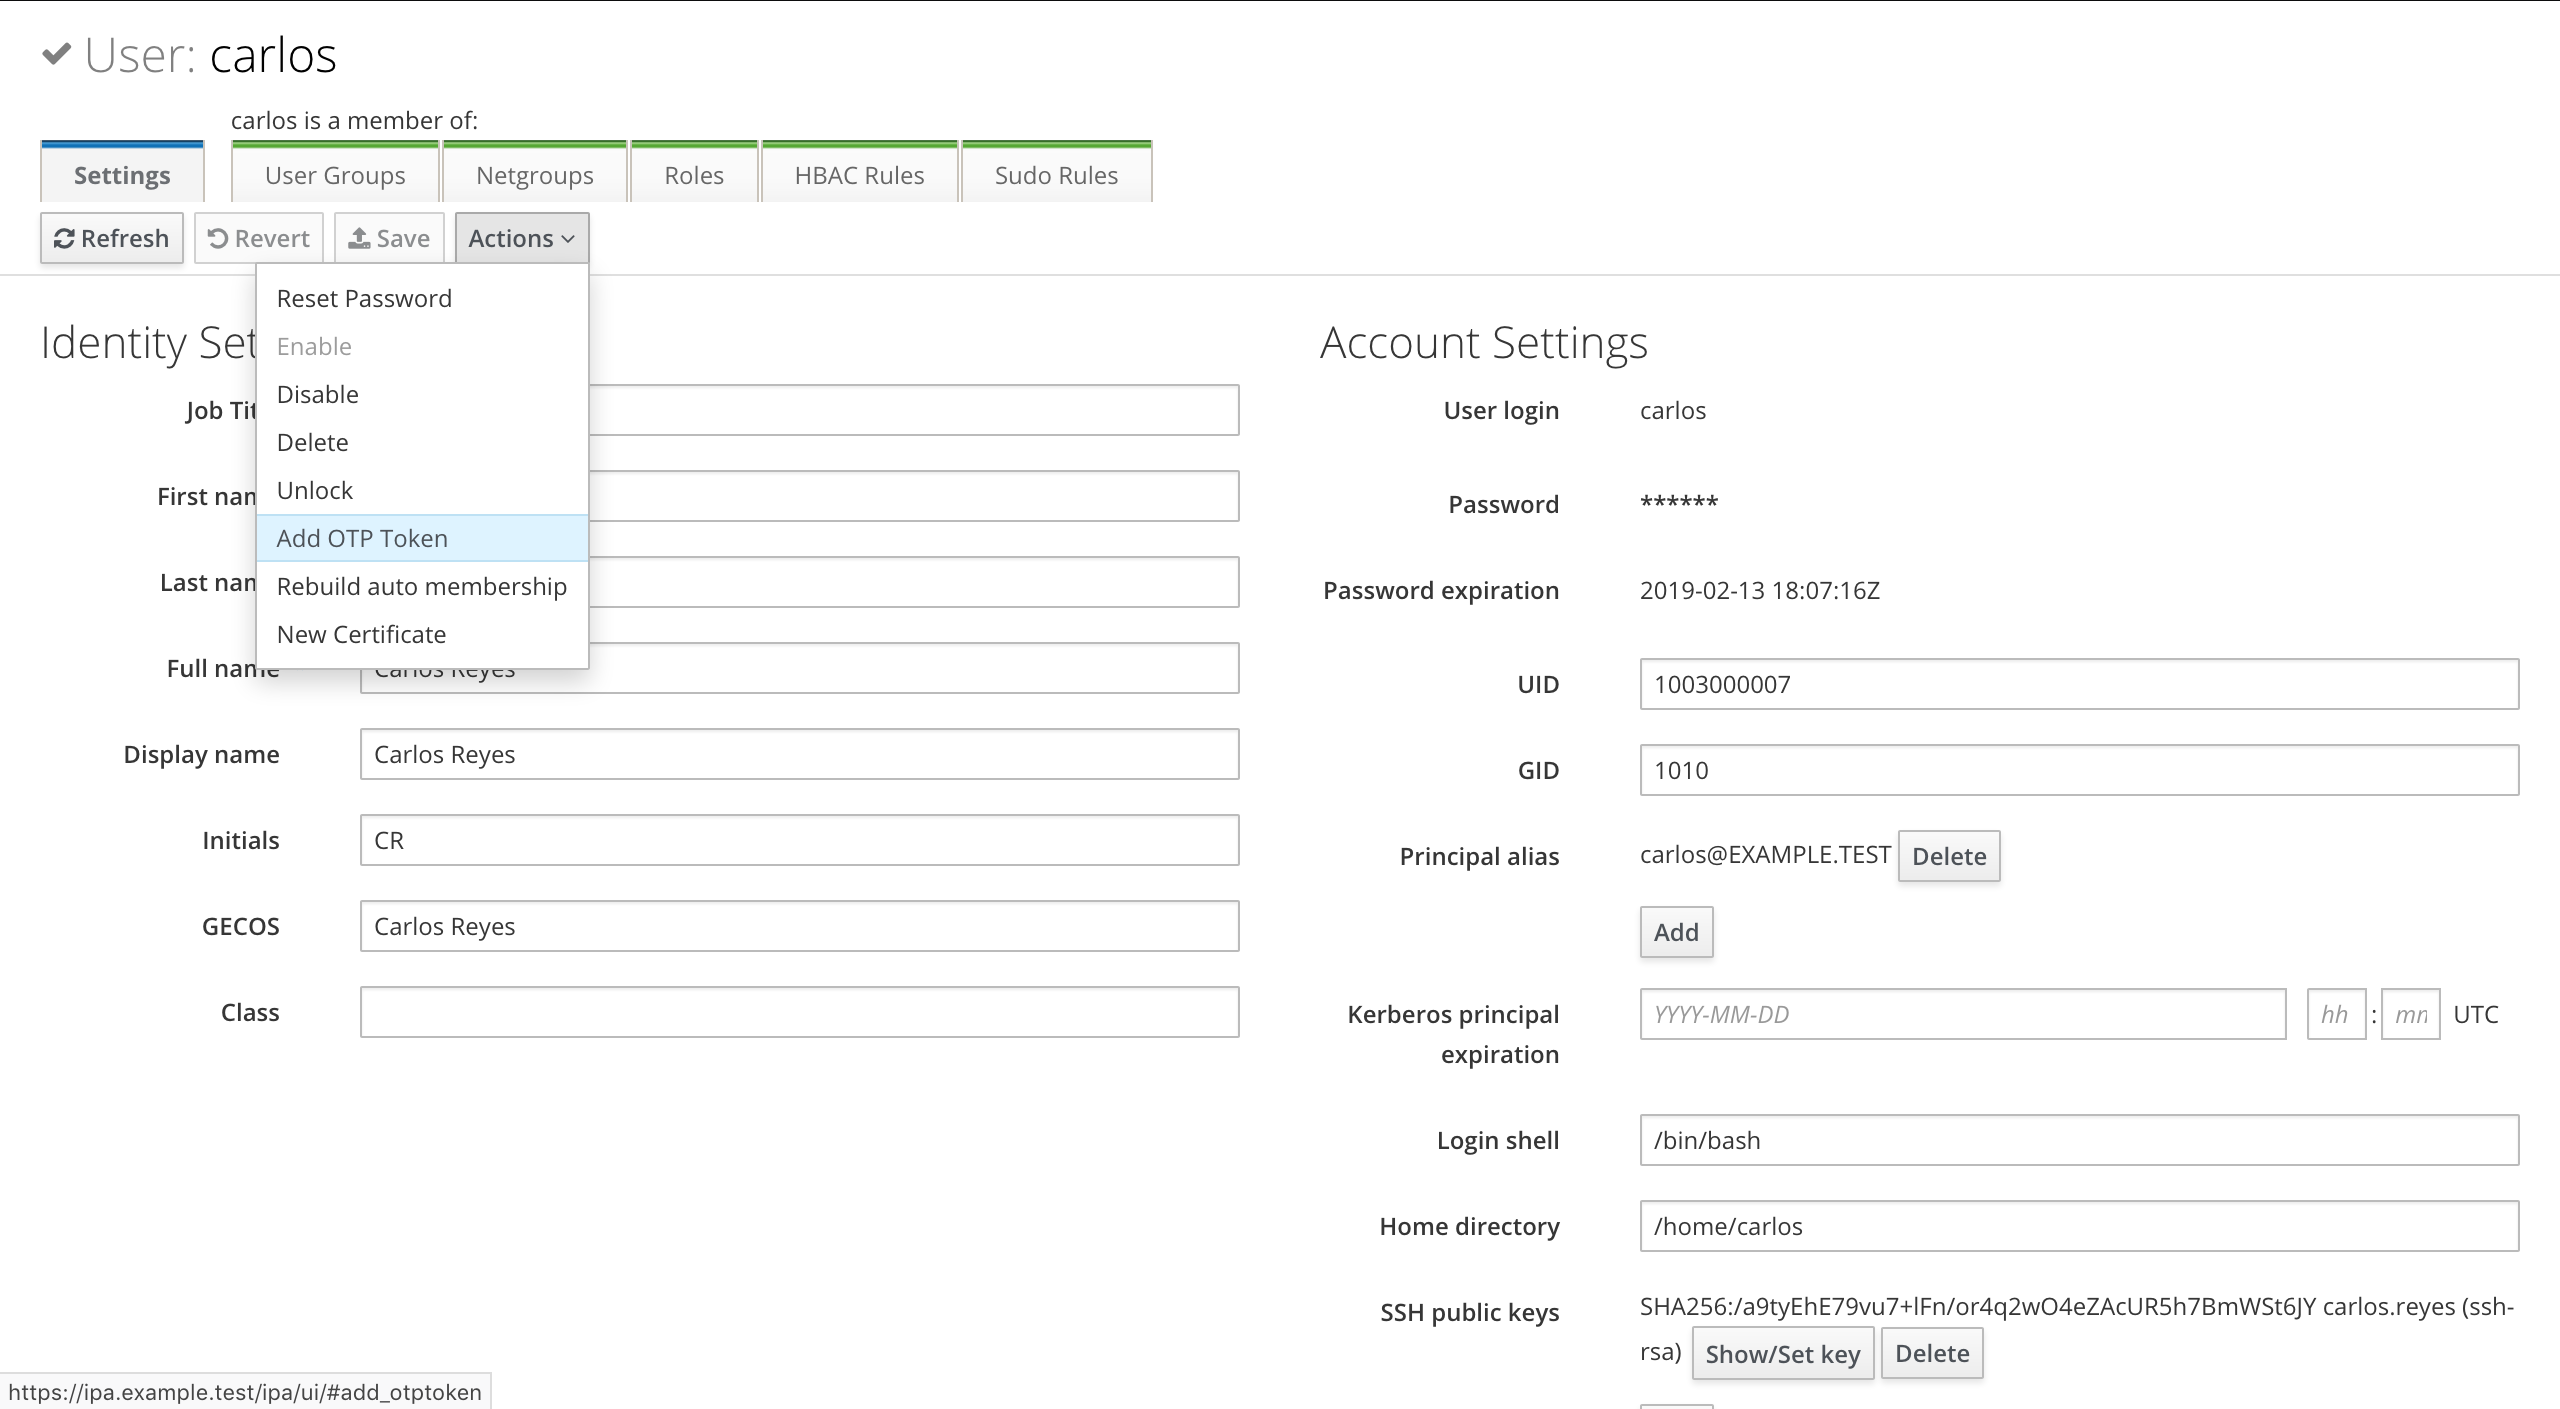 User: carlos
carlos is a member of:
Settings
User Groups
Netgroups
Roles
HBAC Rules
Sudo Rules
Refresh
Revert
Save
Actions
Reset Password
Enable
Disable
Delete
Unlock
Add OTP Token
Rebuild auto membership
New Certificate
Identity Set
Job Tit
First nam
Last nam
Full name
Carlos Reyes
Display name
Carlos Reyes
Initials
CR
GECOS
Carlos Reyes
Class
Account Settings
User login
carlos
Password
******
Password expiration
2019-02-13 18:07:16Z
UID
1003000007
GID
1010
Principal alias
carlos@EXAMPLE.TEST
Delete
Add
Kerberos principal
expiration
YYYY-MM-DD
hh
:
mn
UTC
Login shell
/bin/bash
Home directory
/home/carlos
SSH public keys
SHA256:/a9tyEhE79vu7+lFn/or4q2wO4eZAcUR5h7BmWSt6JY carlos.reyes (ssh-
rsa)
Show/Set key
Delete
https://ipa.example.test/ipa/ui/#add_otptoken